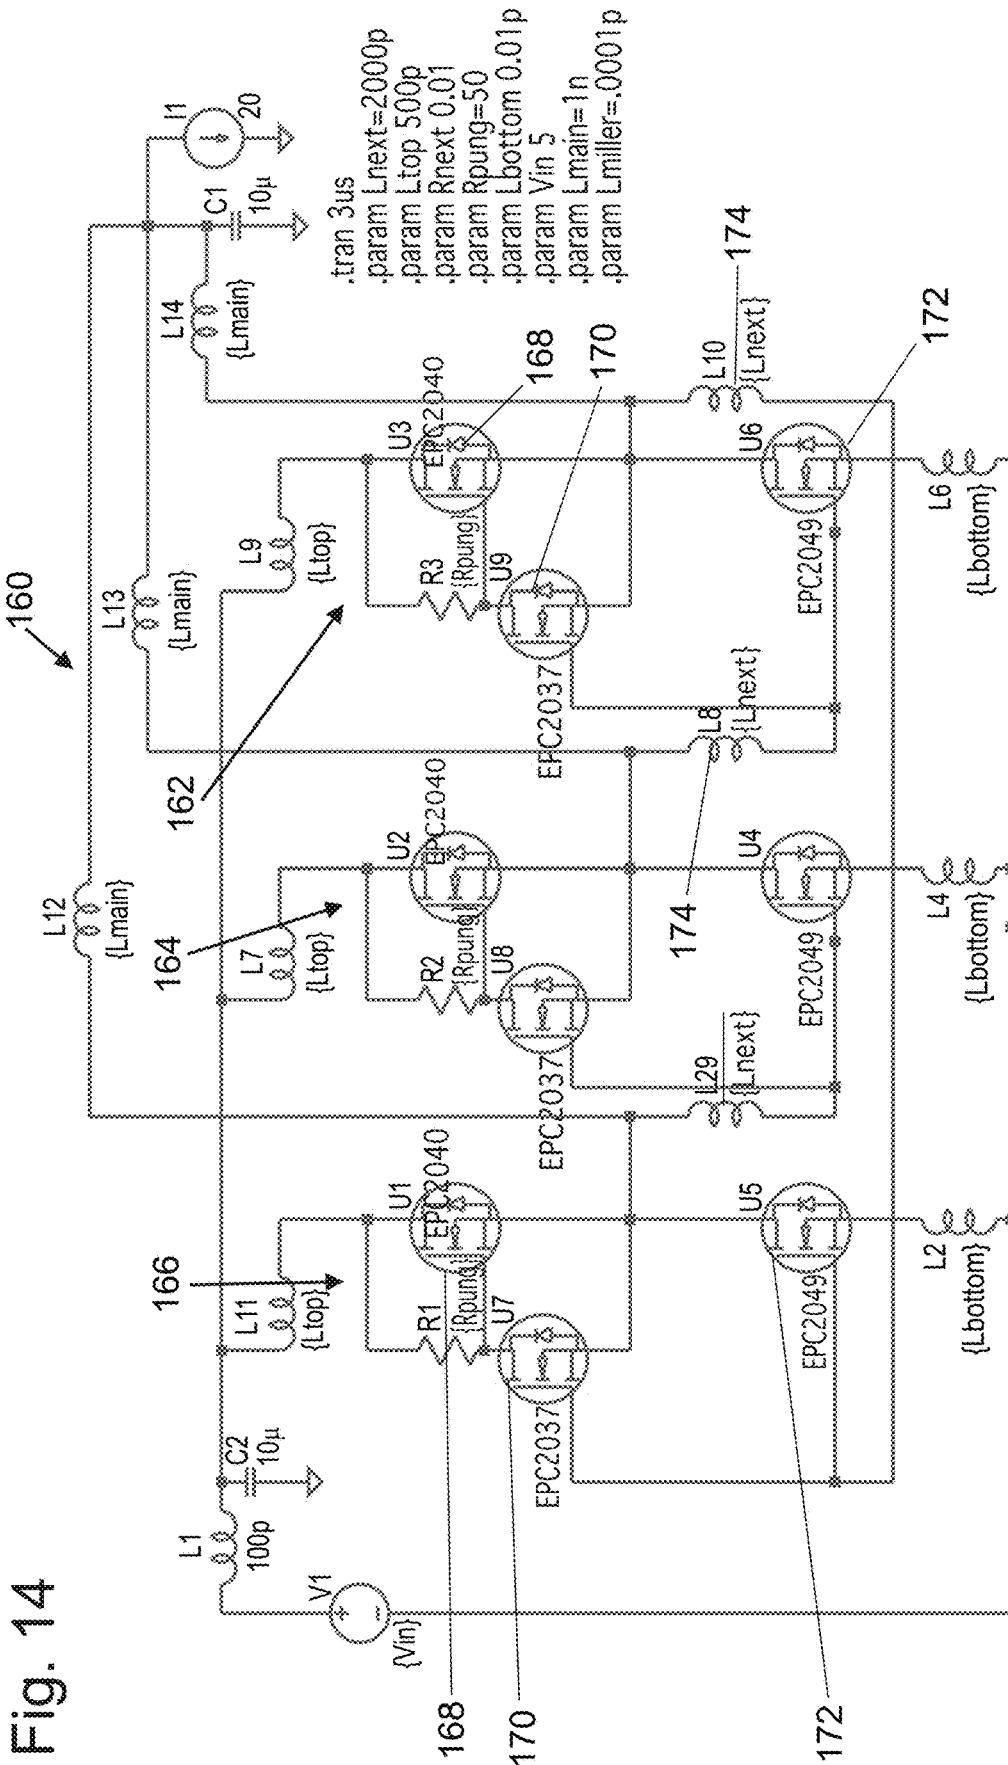 Fig. 14
160
L12
{Lmain}
L13
{Lmain}
L14
{Lmain}
I1
20
C1
10µ
.tran 3us
.param Lnext=2000p
.param Ltop 500p
.param Rnext 0.01
.param Rpung=50
.param Lbottom 0.01p
.param Vin 5
.param Lmain=1n
.param Lmiller=.0001p
L1
100p
C2
10µ
V1
{Vin}
166
L11
{Ltop}
164
L7
{Ltop}
162
L9
{Ltop}
R1
{Rpung}
U1
EPC2040
U7
EPC2037
R2
{Rpung}
U2
EPC2040
U8
EPC2037
R3
{Rpung}
U3
EPC2040
U9
EPC2037
168
170
168
170
L29
{Lnext}
L8
{Lnext}
174
L10
{Lnext}
174
U5
EPC2049
U4
EPC2049
U6
EPC2049
172
172
L2
{Lbottom}
L4
{Lbottom}
L6
{Lbottom}